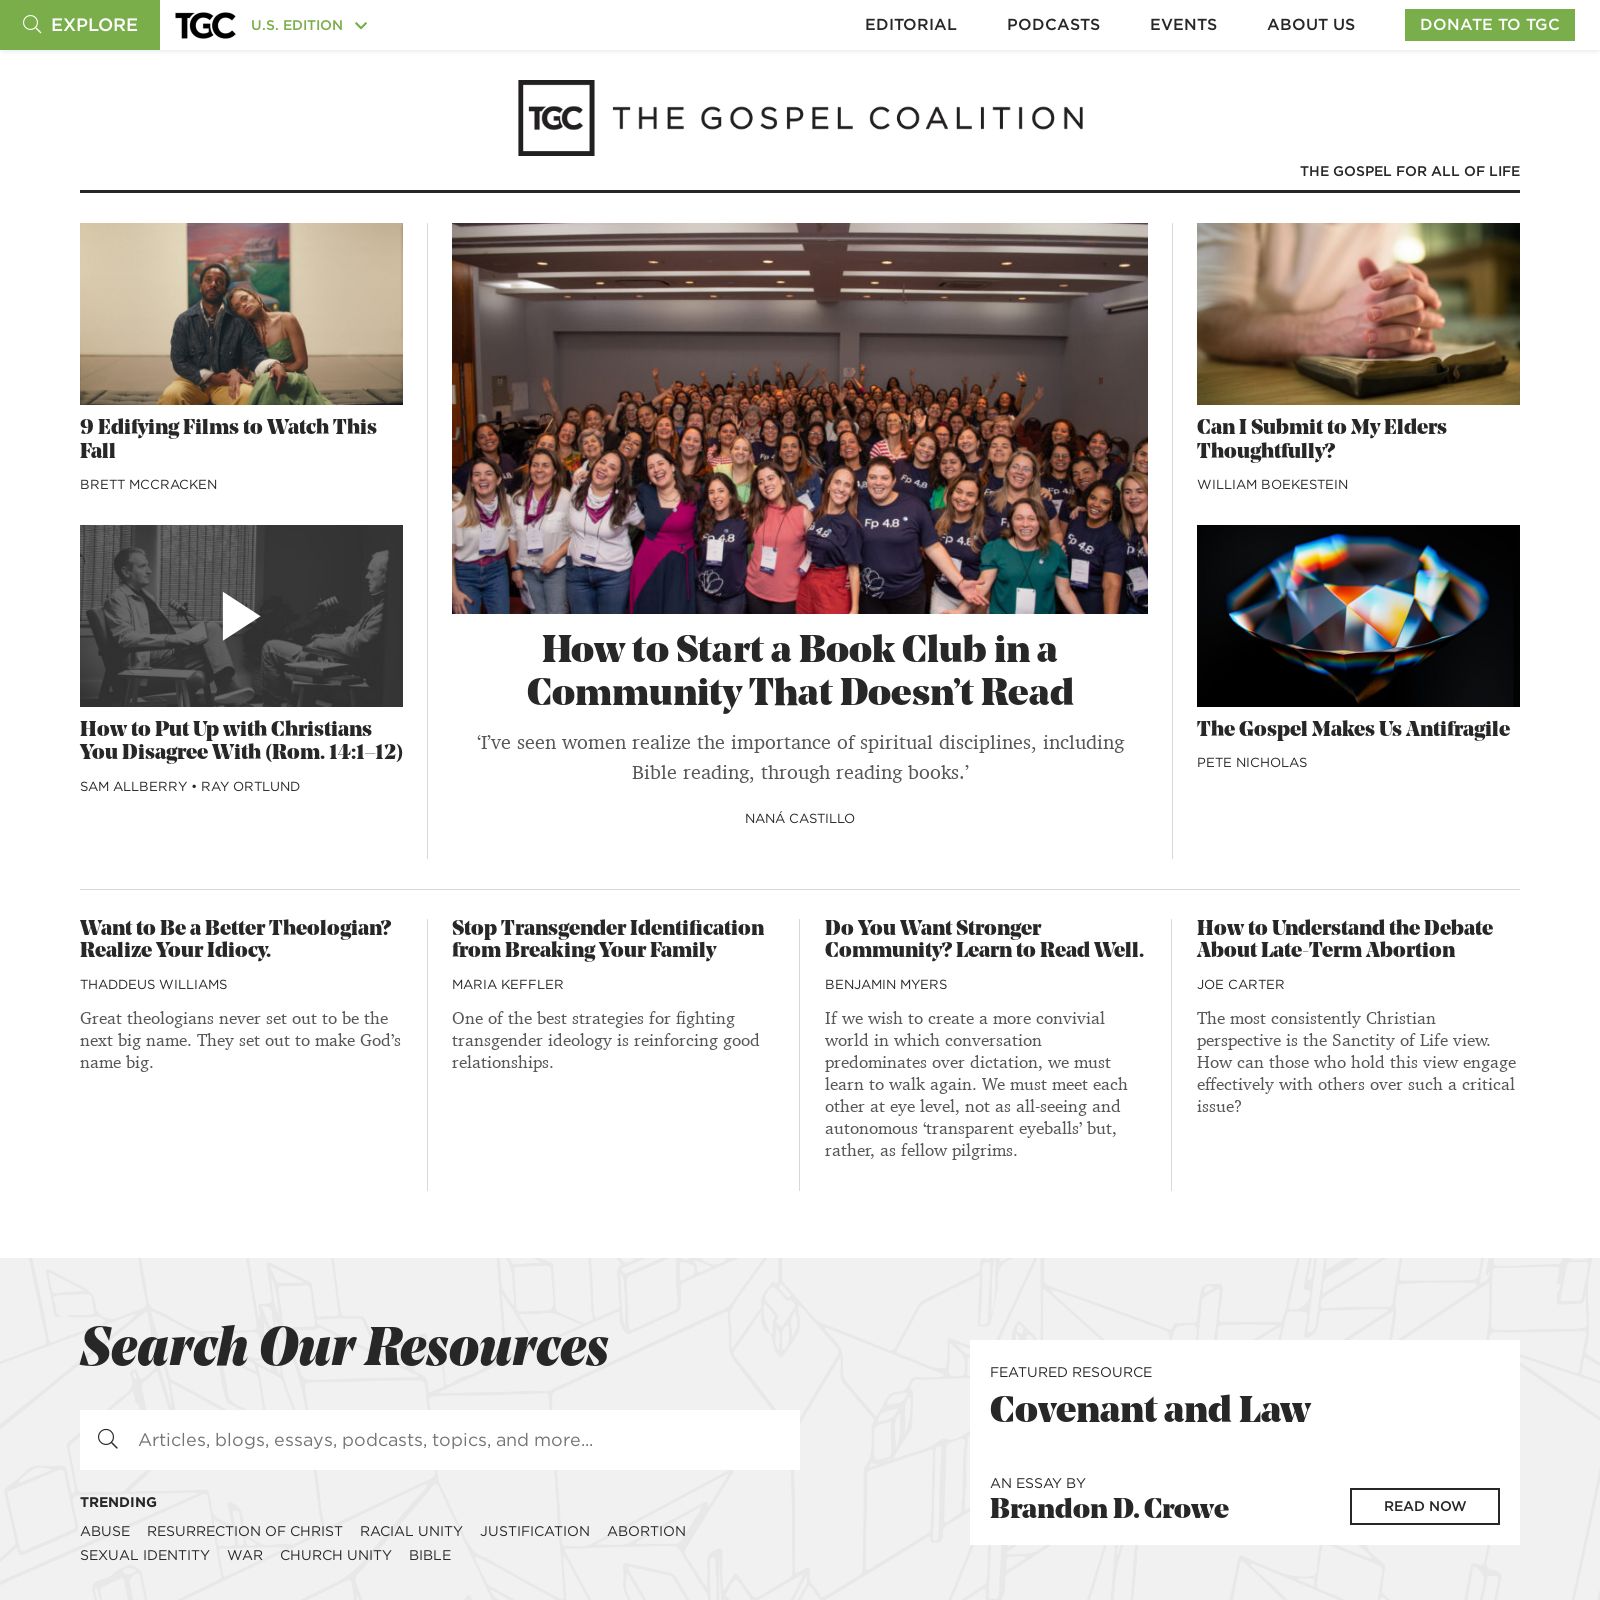 EXPLORE
TGC
U.S. EDITION
EDITORIAL
PODCASTS
EVENTS
ABOUT US
DONATE TO TGC
TGC
THE GOSPEL COALITION
THE GOSPEL FOR ALL OF LIFE
9 Edifying Films to Watch This
Fall
BRETT MCCRACKEN
How to Put Up with Christians
You Disagree With (Rom. 14:1–12)
SAM ALLBERRY • RAY ORTLUND
Fp 4.8
Fp 4.8
Fp 4.8
How to Start a Book Club in a
Community That Doesn’t Read
‘I’ve seen women realize the importance of spiritual disciplines, including
Bible reading, through reading books.’
NANÁ CASTILLO
Can I Submit to My Elders
Thoughtfully?
WILLIAM BOEKESTEIN
The Gospel Makes Us Antifragile
PETE NICHOLAS
Want to Be a Better Theologian?
Realize Your Idiocy.
THADDEUS WILLIAMS
Great theologians never set out to be the
next big name. They set out to make God’s
name big.
Stop Transgender Identification
from Breaking Your Family
MARIA KEFFLER
One of the best strategies for fighting
transgender ideology is reinforcing good
relationships.
Do You Want Stronger
Community? Learn to Read Well.
BENJAMIN MYERS
If we wish to create a more convivial
world in which conversation
predominates over dictation, we must
learn to walk again. We must meet each
other at eye level, not as all-seeing and
autonomous ‘transparent eyeballs’ but,
rather, as fellow pilgrims.
How to Understand the Debate
About Late-Term Abortion
JOE CARTER
The most consistently Christian
perspective is the Sanctity of Life view.
How can those who hold this view engage
effectively with others over such a critical
issue?
Search Our Resources
Articles, blogs, essays, podcasts, topics, and more...
TRENDING
ABUSE RESURRECTION OF CHRIST RACIAL UNITY JUSTIFICATION ABORTION
SEXUAL IDENTITY WAR CHURCH UNITY BIBLE
FEATURED RESOURCE
Covenant and Law
AN ESSAY BY
Brandon D. Crowe
READ NOW